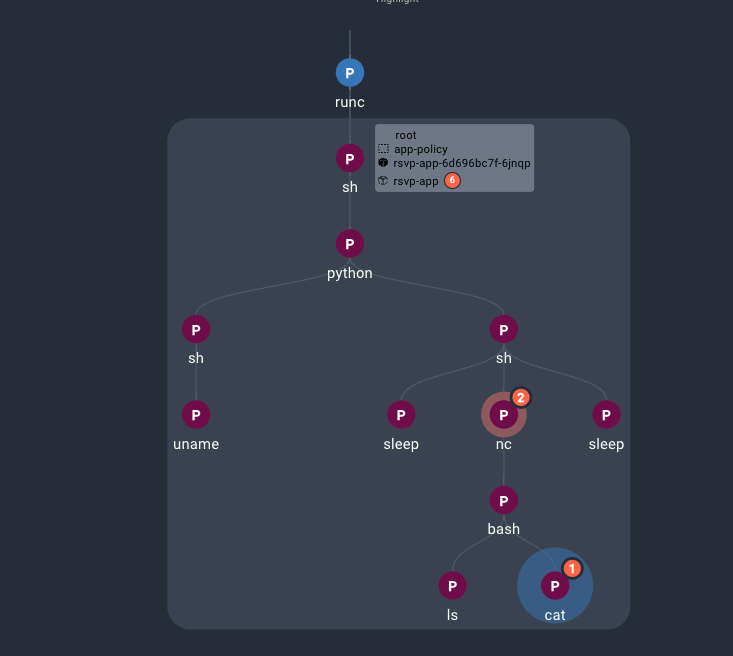 Highlight
P
runc
root
app-policy
rsvp-app-6d696bc7f-6jnqp
rsvp-app 6
P
sh
P
python
P
sh
P
sh
P
uname
P
sleep
P 2
nc
P
sleep
P
bash
P
ls
P 1
cat